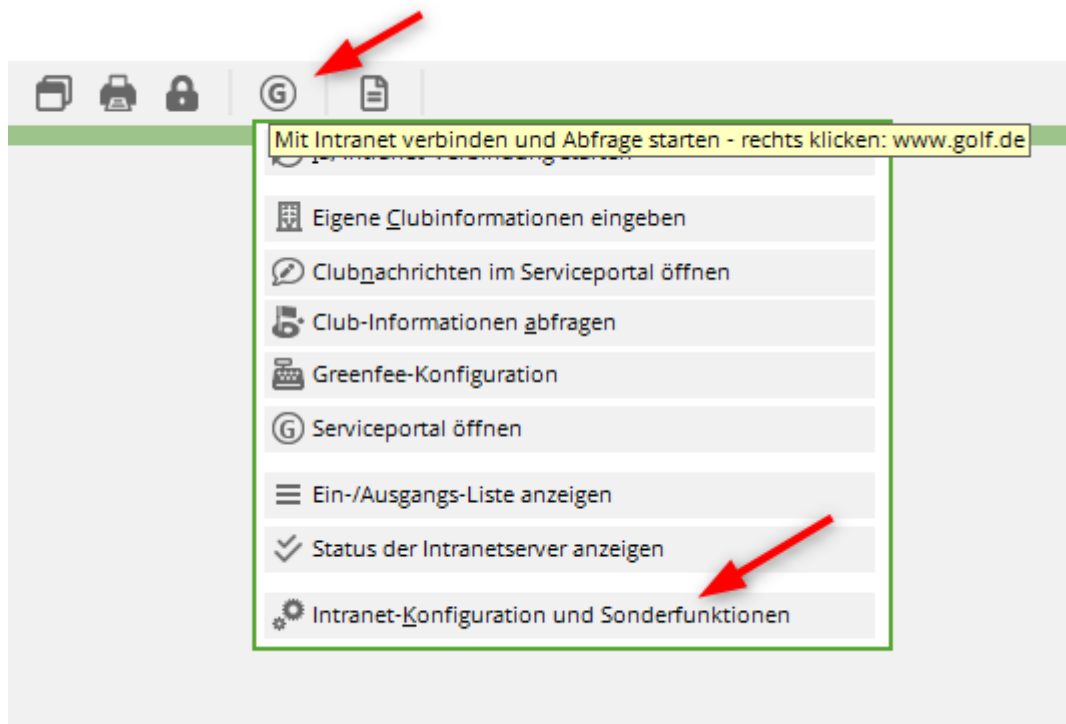 G
Mit Intranet verbinden und Abfrage starten - rechts klicken: www.golf.de
Eigene Clubinformationen eingeben
Clubnachrichten im Serviceportal öffnen
Club-Informationen abfragen
Greenfee-Konfiguration
G Serviceportal öffnen
Ein-/Ausgangs-Liste anzeigen
Status der Intranetserver anzeigen
Intranet-Konfiguration und Sonderfunktionen